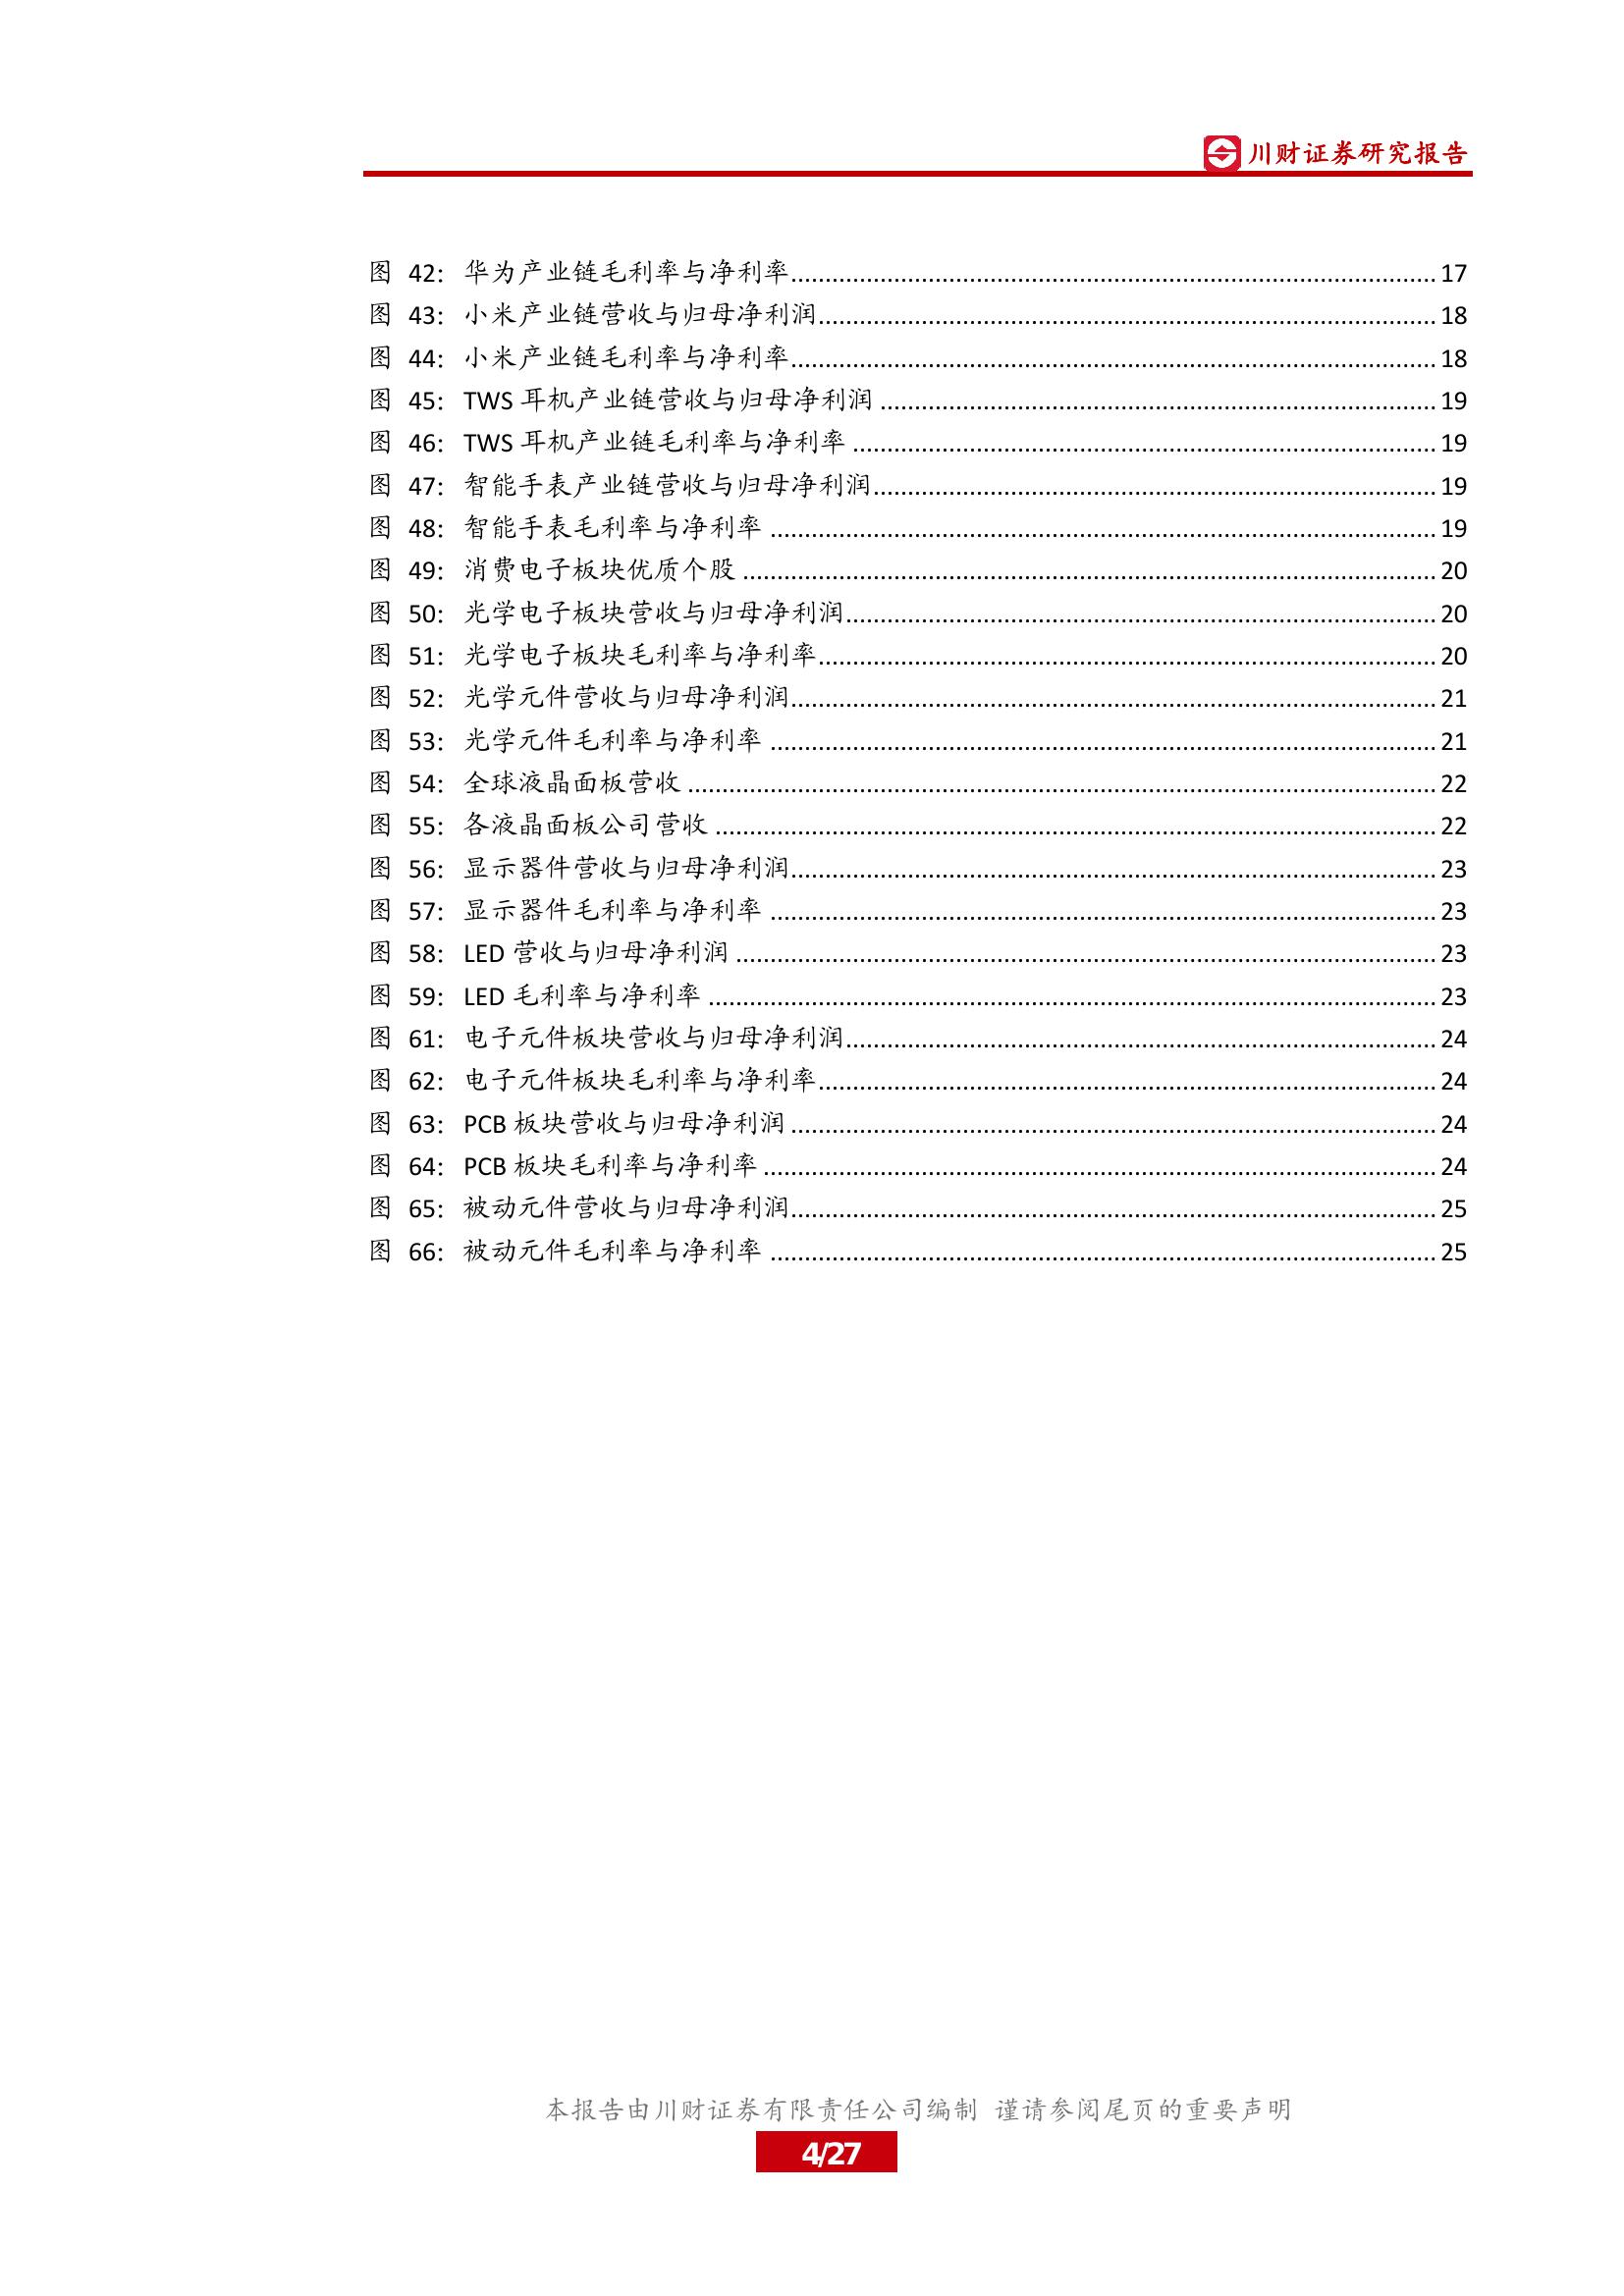 川财证券研究报告
图 42: 华为产业链毛利率与净利率 17
图 43: 小米产业链营收与归母净利润 18
图 44: 小米产业链毛利率与净利率 18
图 45: TWS 耳机产业链营收与归母净利润 19
图 46: TWS 耳机产业链毛利率与净利率 19
图 47: 智能手表产业链营收与归母净利润 19
图 48: 智能手表毛利率与净利率 19
图 49: 消费电子板块优质个股 20
图 50: 光学电子板块营收与归母净利润 20
图 51: 光学电子板块毛利率与净利率 20
图 52: 光学元件营收与归母净利润 21
图 53: 光学元件毛利率与净利率 21
图 54: 全球液晶面板营收 22
图 55: 各液晶面板公司营收 22
图 56: 显示器件营收与归母净利润 23
图 57: 显示器件毛利率与净利率 23
图 58: LED 营收与归母净利润 23
图 59: LED 毛利率与净利率 23
图 61: 电子元件板块营收与归母净利润 24
图 62: 电子元件板块毛利率与净利率 24
图 63: PCB 板块营收与归母净利润 24
图 64: PCB 板块毛利率与净利率 24
图 65: 被动元件营收与归母净利润 25
图 66: 被动元件毛利率与净利率 25
本报告由川财证券有限责任公司编制 谨请参阅尾页的重要声明
4/27